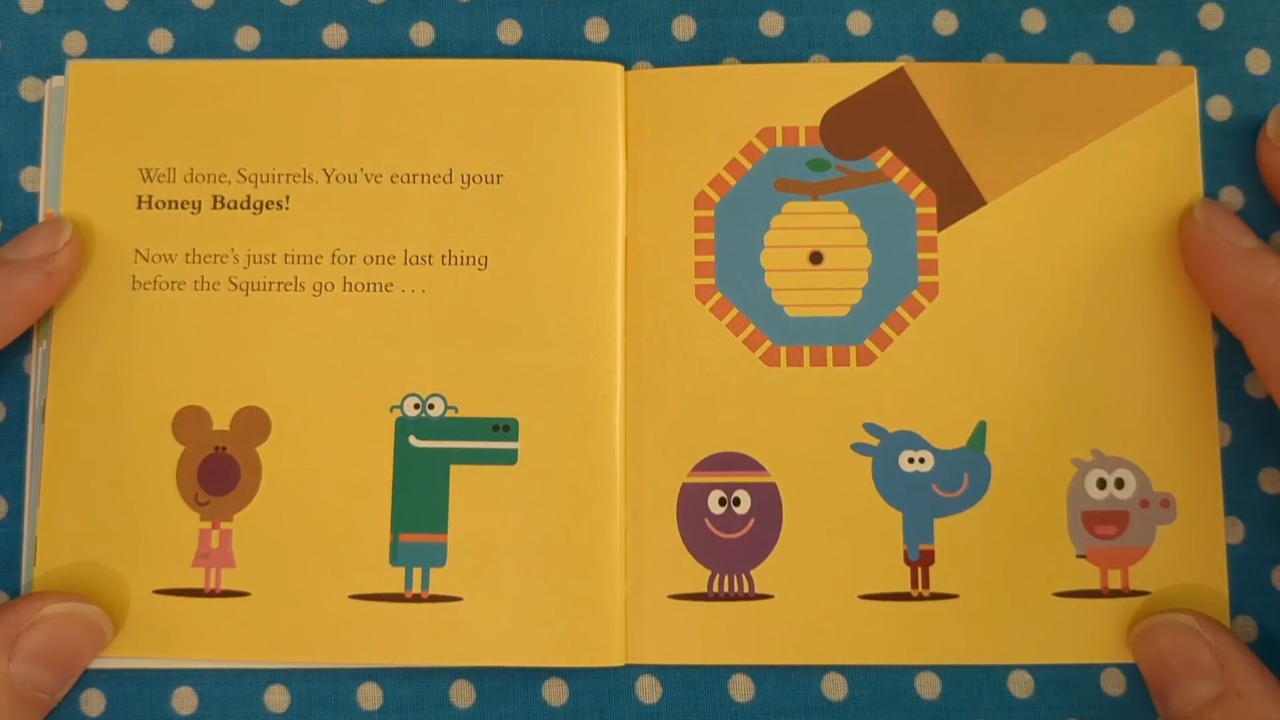 Well done, Squirrels. You've earned your
Honey Badges!
Now there's just time for one last thing
before the Squirrels go home . . .